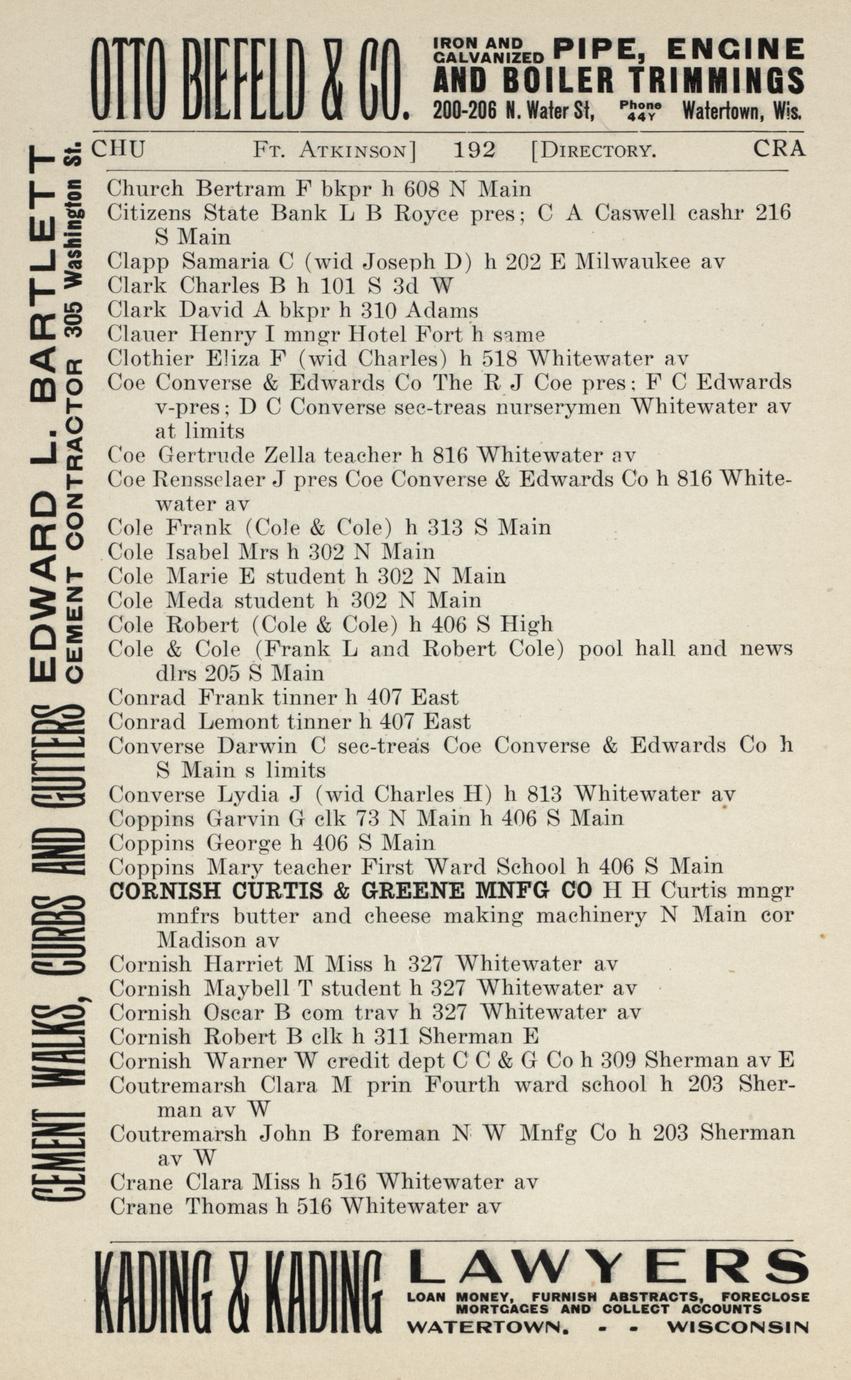 OTTO BIEFELD & CO. IRON AND GALVANIZED PIPE, ENGINE
AND BOILER TRIMMINGS
200-206 N. Water St, Phone 44Y Watertown, Wis.
CHU FT. ATKINSON] 192 [DIRECTORY. CRA
Church Bertram F bkpr h 608 N Main
Citizens State Bank L B Royce pres; C A Caswell cashr 216
S Main
Clapp Samaria C (wid Joseph D) h 202 E Milwaukee av
Clark Charles B h 101 S 3d W
Clark David A bkpr h 310 Adams
Clauer Henry I mngr Hotel Fort h same
Clothier Eliza F (wid Charles) h 518 Whitewater av
Coe Converse & Edwards Co The R J Coe pres; F C Edwards
v-pres; D C Converse sec-treas nurserymen Whitewater av
at limits
Coe Gertrude Zella teacher h 816 Whitewater av
Coe Rensselaer J pres Coe Converse & Edwards Co h 816 White-
water av
Cole Frank (Cole & Cole) h 313 S Main
Cole Isabel Mrs h 302 N Main
Cole Marie E student h 302 N Main
Cole Meda student h 302 N Main
Cole Robert (Cole & Cole) h 406 S High
Cole & Cole (Frank L and Robert Cole) pool hall and news
dlrs 205 S Main
Conrad Frank tinner h 407 East
Conrad Lemont tinner h 407 East
Converse Darwin C sec-treas Coe Converse & Edwards Co h
S Main s limits
Converse Lydia J (wid Charles H) h 813 Whitewater av
Coppins Garvin G clk 73 N Main h 406 S Main
Coppins George h 406 S Main
Coppins Mary teacher First Ward School h 406 S Main
CORNISH CURTIS & GREENE MNFG CO H H Curtis mngr
mnfrs butter and cheese making machinery N Main cor
Madison av
Cornish Harriet M Miss h 327 Whitewater av
Cornish Maybell T student h 327 Whitewater av
Cornish Oscar B com trav h 327 Whitewater av
Cornish Robert B clk h 311 Sherman E
Cornish Warner W credit dept C C & G Co h 309 Sherman av E
Coutremarsh Clara M prin Fourth ward school h 203 Sher-
man av W
Coutremarsh John B foreman N W Mnfg Co h 203 Sherman
av W
Crane Clara Miss h 516 Whitewater av
Crane Thomas h 516 Whitewater av
EDWARD L. BARTLETT
CEMENT CONTRACTOR 305 Washington St.
CEMENT WALKS, CURBS AND GUTTERS
KADING & KADING LAWYERS
LOAN MONEY, FURNISH ABSTRACTS, FORECLOSE
MORTGAGES AND COLLECT ACCOUNTS
WATERTOWN. - - WISCONSIN